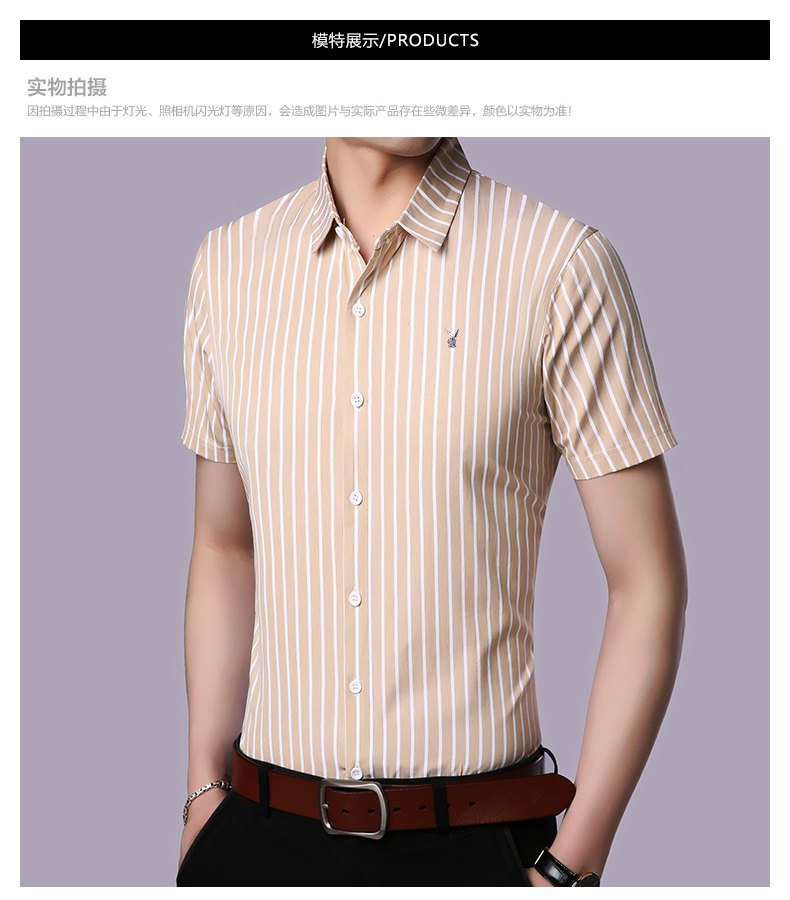 模特展示/PRODUCTS
实物拍摄
因拍摄过程中由于灯光、照相机闪光灯等原因，会造成图片与实际产品存在些微差异，颜色以实物为准！